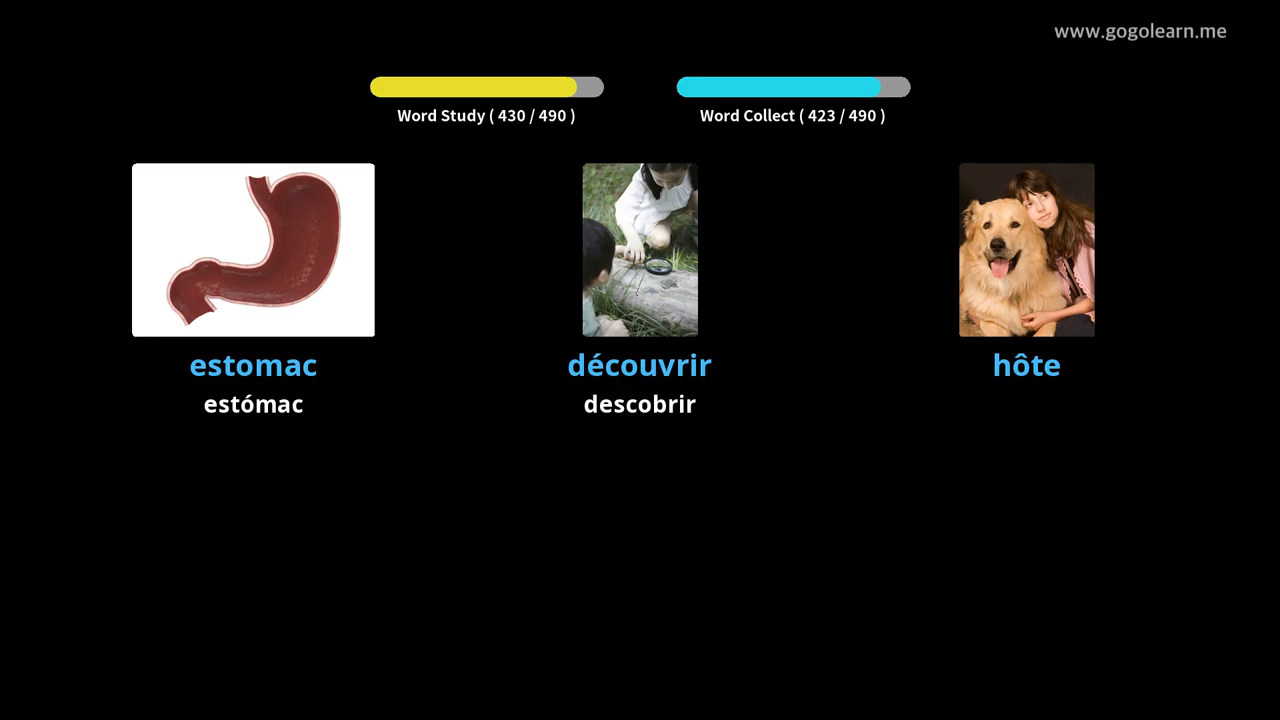 www.gogolearn.me
Word Study ( 430 / 490 )
Word Collect ( 423 / 490 )
estomac
estómac
découvrir
descobrir
hôte